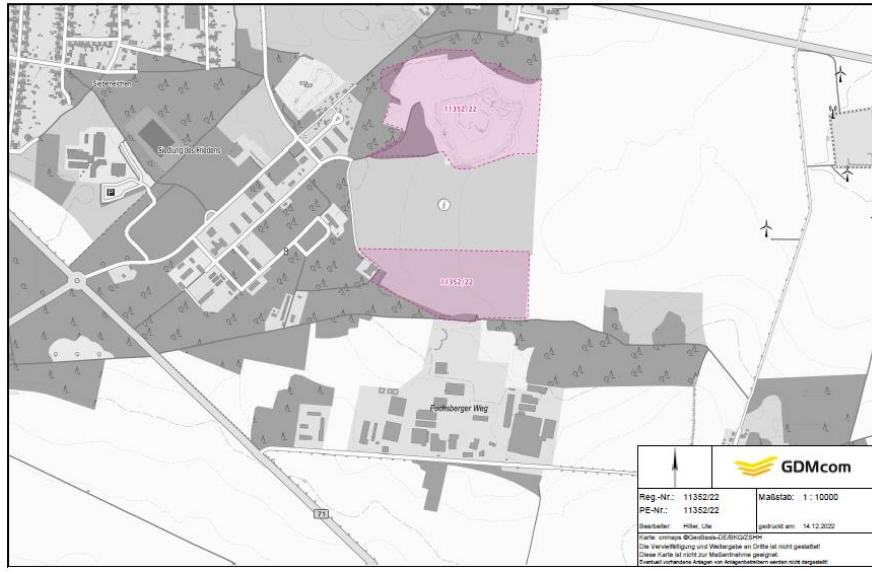 11352/22
Siebeneichen
Siedlung des Friedens
P
i
B
11352/22
Fuchsberger Weg
71
GDMcom
Reg.-Nr.: 11352/22
Maßstab: 1 : 10000
PE-Nr.: 11352/22
Bearbeiter: Hiller, Ute
gedruckt am: 14.12.2022
Karte: onmaps ©GeoBasis-DE/BKG/ZSHH
Die Vervielfältigung und Weitergabe an Dritte ist nicht gestattet!
Diese Karte ist nicht zur Maßentnahme geeignet.
Eventuell vorhandene Anlagen von Anlagenbetreibern werden nicht dargestellt!